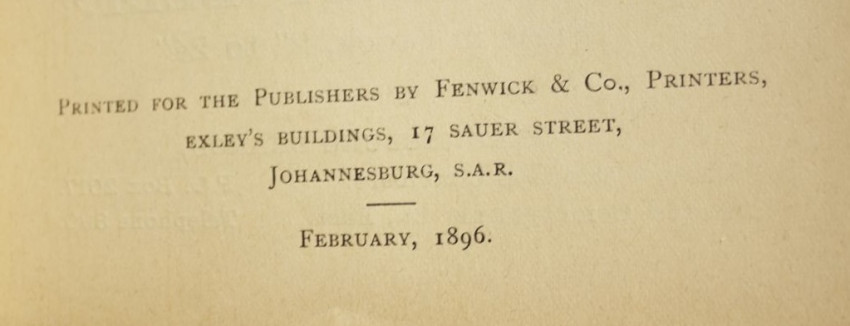 Printed for the Publishers by Fenwick & Co., Printers,
exley's buildings, 17 sauer street,
Johannesburg, s.a.r.
February, 1896.